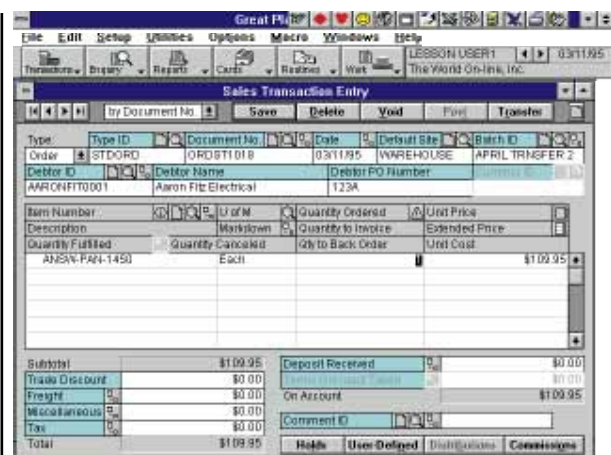 Great Pl
File Edit Setup Utilities Options Macro Windows Help
Transactions Enquiry Reports Cards Routines Work LESSON USER1 03/11/95
The World On-line, Inc.
Sales Transaction Entry
by Document No. Save Delete Void Post Transfer
Type Type ID Document No. Date Default Site Batch ID
Order STDORD ORDST1018 03/11/95 WAREHOUSE APRIL TRNSFER 2
Debtor ID Debtor Name Debtor PO Number
AARONFIT0001 Aaron Fitz Electrical 123A
Item Number U of M Quantity Ordered Unit Price
Description Markdown Quantity to Invoice Extended Price
Quantity Fulfilled Quantity Canceled Qty to Back Order Unit Cost
ANSW-PAN-1450 Each $109.95
Subtotal $109.95 Deposit Received $0.00
Trade Discount $0.00 $0.00
Freight $0.00 On Account $109.95
Miscellaneous $0.00
Tax $0.00 Comment ID
Total $109.95 Holds User-Defined Distributions Commissions